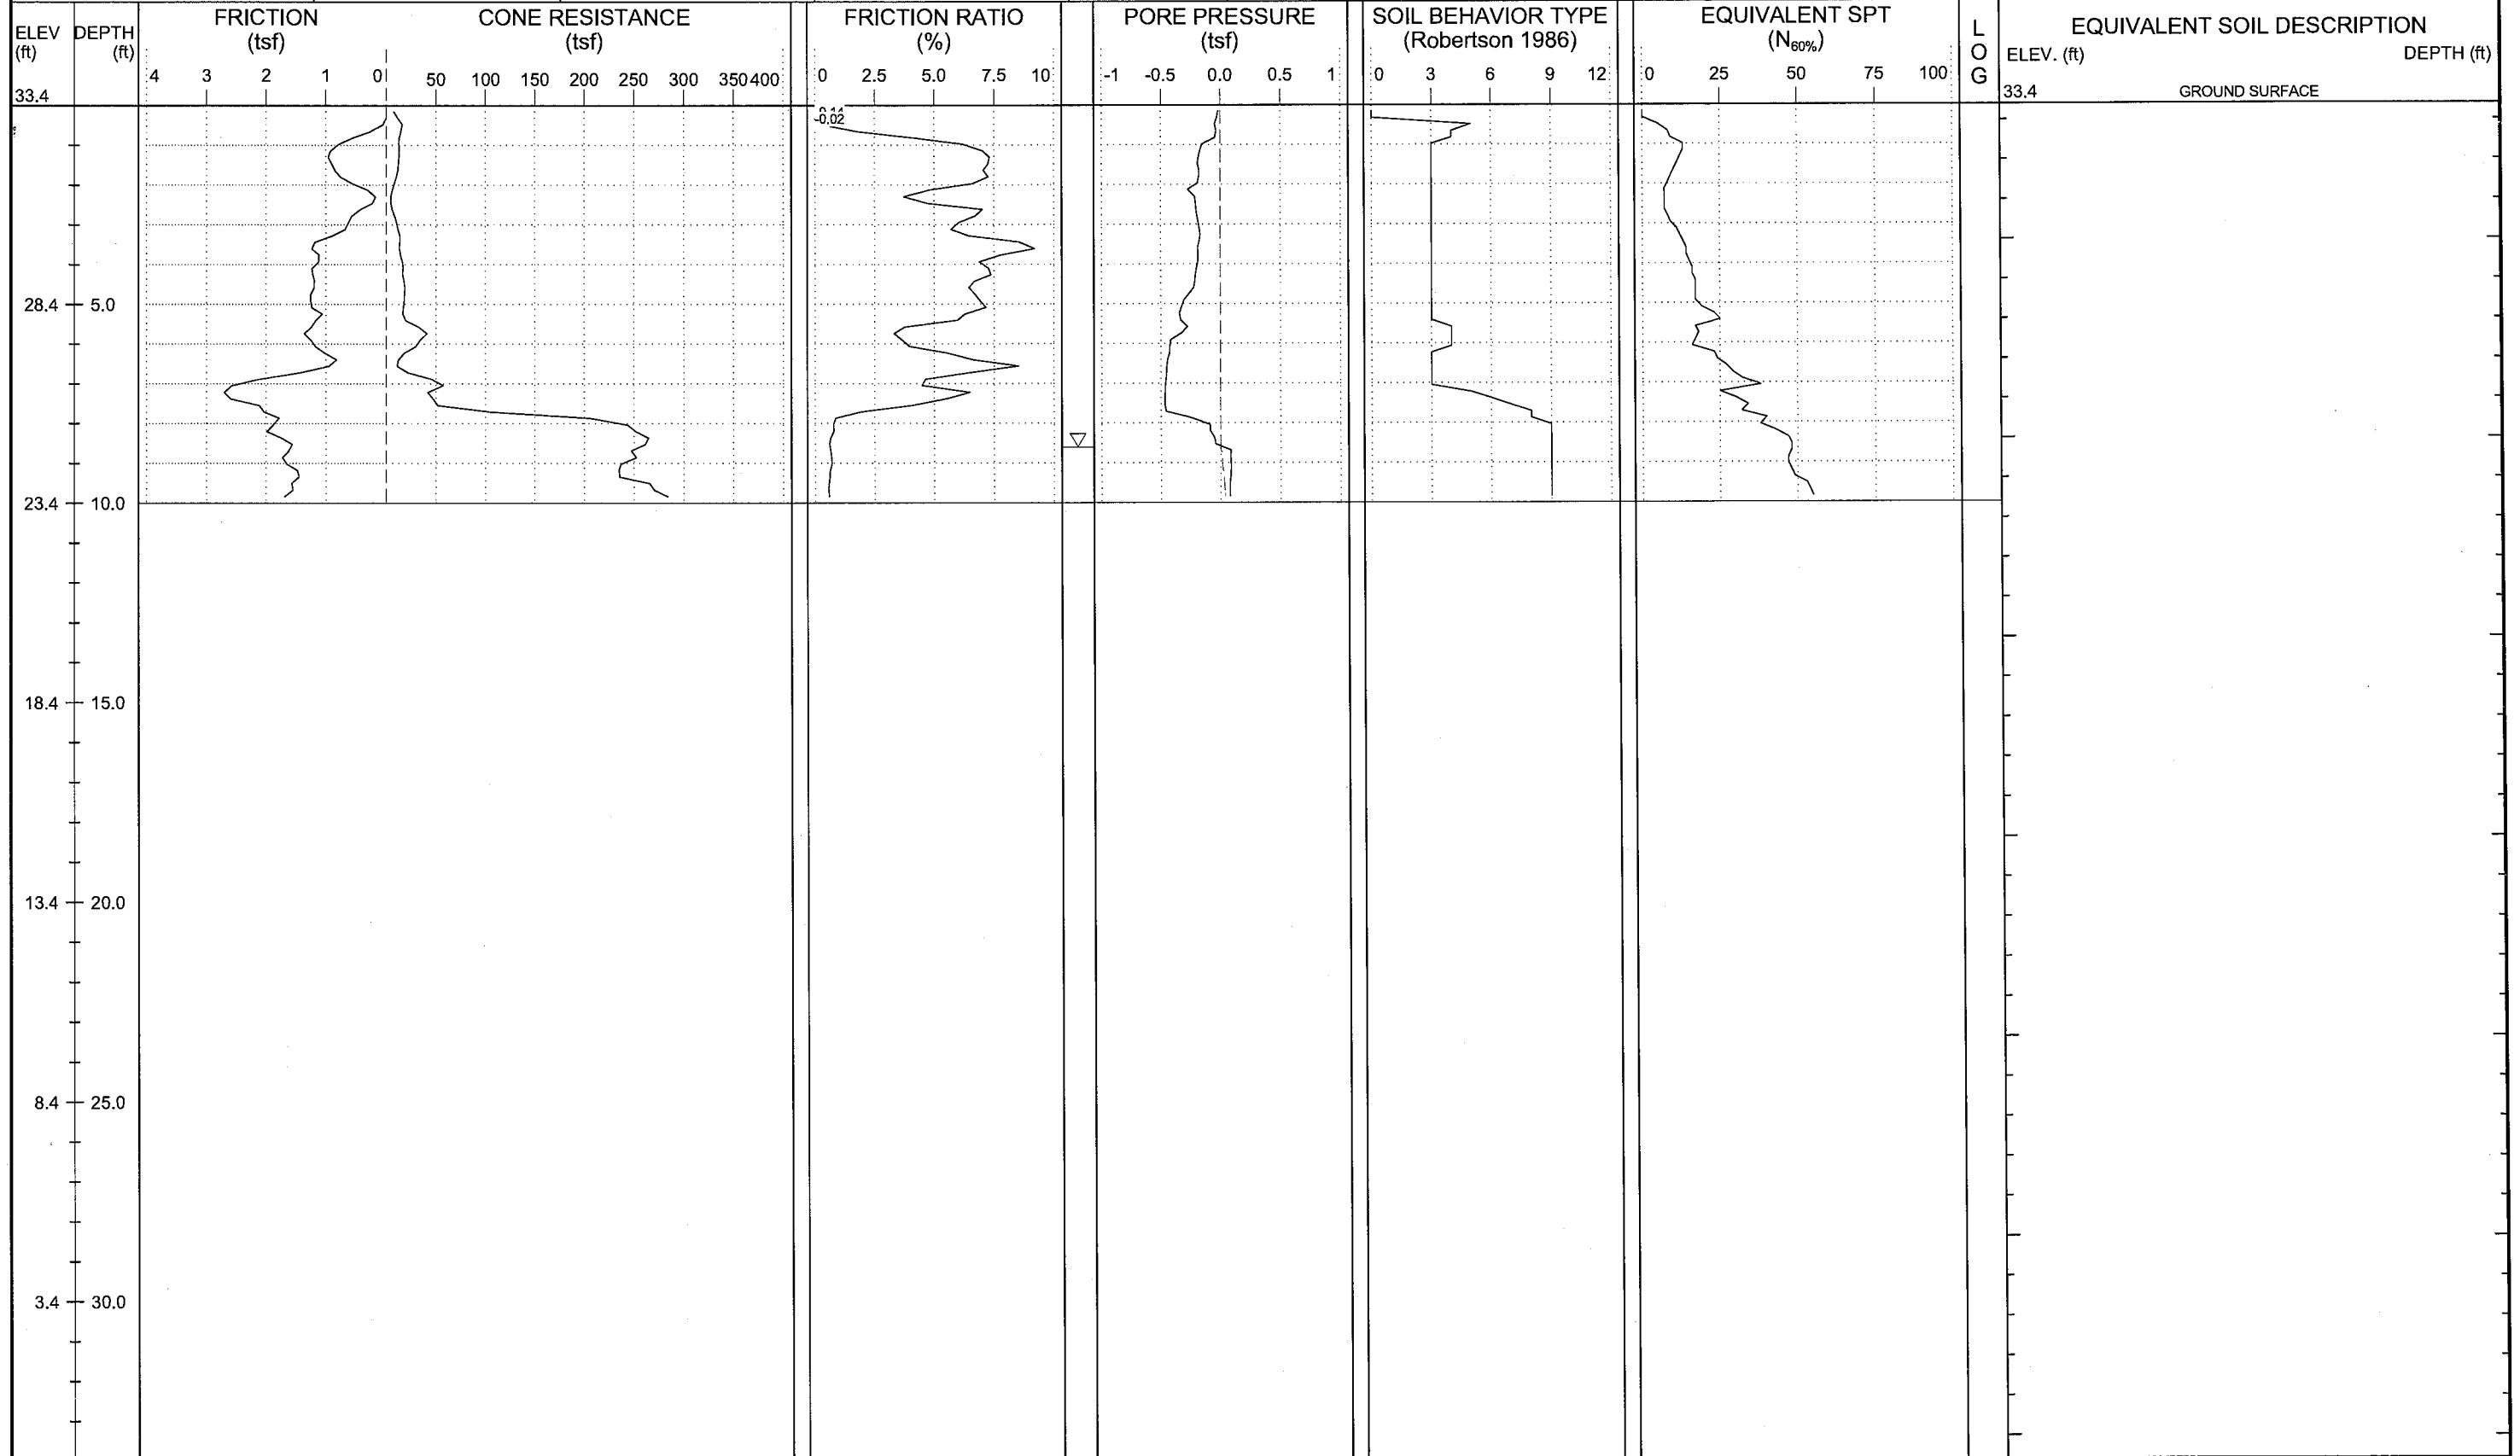 FRICTION CONE RESISTANCE FRICTION RATIO PORE PRESSURE SOIL BEHAVIOR TYPE EQUIVALENT SPT
ELEV DEPTH (tsf) (tsf) (%) (tsf) (Robertson 1986) (N60%) L EQUIVALENT SOIL DESCRIPTION
(ft) (ft) O ELEV. (ft) DEPTH (ft)
4 3 2 1 0 50 100 150 200 250 300 350 400 0 2.5 5.0 7.5 10 -1 -0.5 0.0 0.5 1 0 3 6 9 12 0 25 50 75 100 G
33.4 33.4 GROUND SURFACE
-0.02
28.4 5.0
23.4 10.0
18.4 15.0
13.4 20.0
8.4 25.0
3.4 30.0